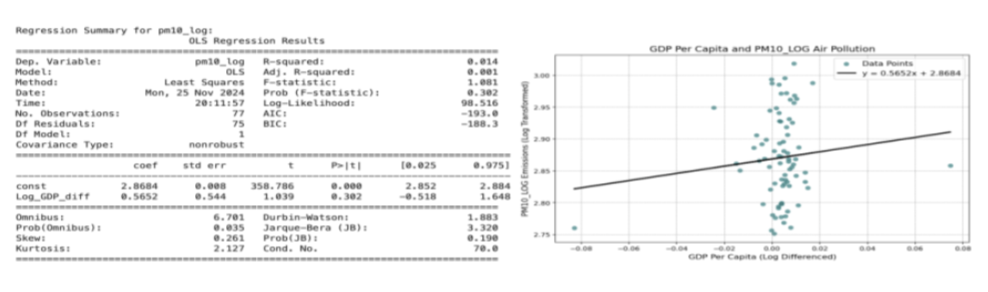 Regression Summary for pm10_log:
OLS Regression Results
Dep. Variable: pm10_log R-squared: 0.014
Model: OLS Adj. R-squared: 0.001
Method: Least Squares F-statistic: 1.081
Date: Mon, 25 Nov 2024 Prob (F-statistic): 0.302
Time: 20:11:57 Log-Likelihood: 98.516
No. Observations: 77 AIC: -193.0
Df Residuals: 75 BIC: -188.3
Df Model: 1
Covariance Type: nonrobust
coef std err t P>|t| [0.025 0.975]
const 2.8684 0.008 358.786 0.000 2.852 2.884
Log_GDP_diff 0.5652 0.544 1.039 0.302 -0.518 1.648
Omnibus: 6.701 Durbin-Watson: 1.883
Prob(Omnibus): 0.035 Jarque-Bera (JB): 3.320
Skew: 0.261 Prob(JB): 0.190
Kurtosis: 2.127 Cond. No. 70.0
GDP Per Capita and PM10_LOG Air Pollution
Data Points
y = 0.5652x + 2.8684
PM10_LOG Emissions (Log Transformed)
3.00
2.95
2.90
2.85
2.80
2.75
−0.08 −0.06 −0.04 −0.02 0.00 0.02 0.04 0.06 0.08
GDP Per Capita (Log Differenced)